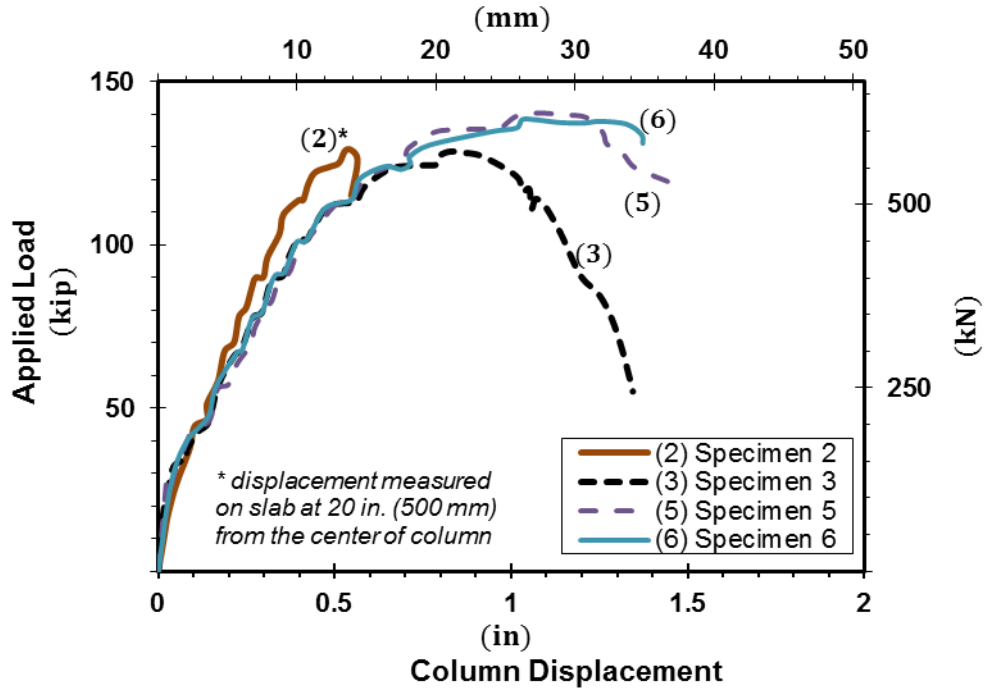 (mm)
0 10 20 30 40 50
150
100
50
Applied Load
(kip)
500
250
(kN)
(2)*
(6)
(5)
(3)
* displacement measured
on slab at 20 in. (500 mm)
from the center of column
(2) Specimen 2
(3) Specimen 3
(5) Specimen 5
(6) Specimen 6
0 0.5 1 1.5 2
(in)
Column Displacement